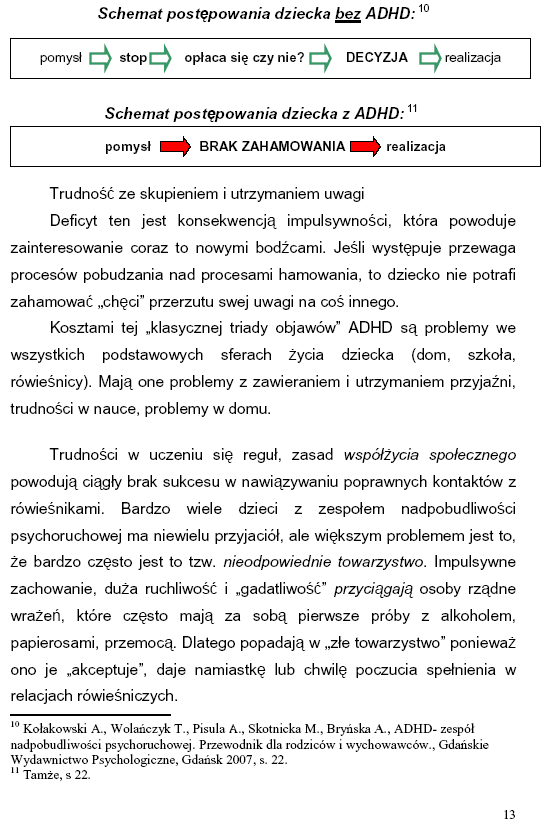 Schemat postępowania dziecka bez ADHD: 10
pomysł stop opłaca się czy nie? DECYZJA realizacja
Schemat postępowania dziecka z ADHD: 11
pomysł BRAK ZAHAMOWANIA realizacja
Trudność ze skupieniem i utrzymaniem uwagi
Deficyt ten jest konsekwencją impulsywności, która powoduje
zainteresowanie coraz to nowymi bodźcami. Jeśli występuje przewaga
procesów pobudzania nad procesami hamowania, to dziecko nie potrafi
zahamować „chęci” przerzutu swej uwagi na coś innego.
Kosztami tej „klasycznej triady objawów” ADHD są problemy we
wszystkich podstawowych sferach życia dziecka (dom, szkoła,
rówieśnicy). Mają one problemy z zawieraniem i utrzymaniem przyjaźni,
trudności w nauce, problemy w domu.
Trudności w uczeniu się reguł, zasad współżycia społecznego
powodują ciągły brak sukcesu w nawiązywaniu poprawnych kontaktów z
rówieśnikami. Bardzo wiele dzieci z zespołem nadpobudliwości
psychoruchowej ma niewielu przyjaciół, ale większym problemem jest to,
że bardzo często jest to tzw. nieodpowiednie towarzystwo. Impulsywne
zachowanie, duża ruchliwość i „gadatliwość” przyciągają osoby rządne
wrażeń, które często mają za sobą pierwsze próby z alkoholem,
papierosami, przemocą. Dlatego popadają w „złe towarzystwo” ponieważ
ono je „akceptuje”, daje namiastkę lub chwilę poczucia spełnienia w
relacjach rówieśniczych.
10 Kołakowski A., Wolańczyk T., Pisula A., Skotnicka M., Bryńska A., ADHD- zespół
nadpobudliwości psychoruchowej. Przewodnik dla rodziców i wychowawców., Gdańskie
Wydawnictwo Psychologiczne, Gdańsk 2007, s. 22.
11 Tamże, s 22.
13